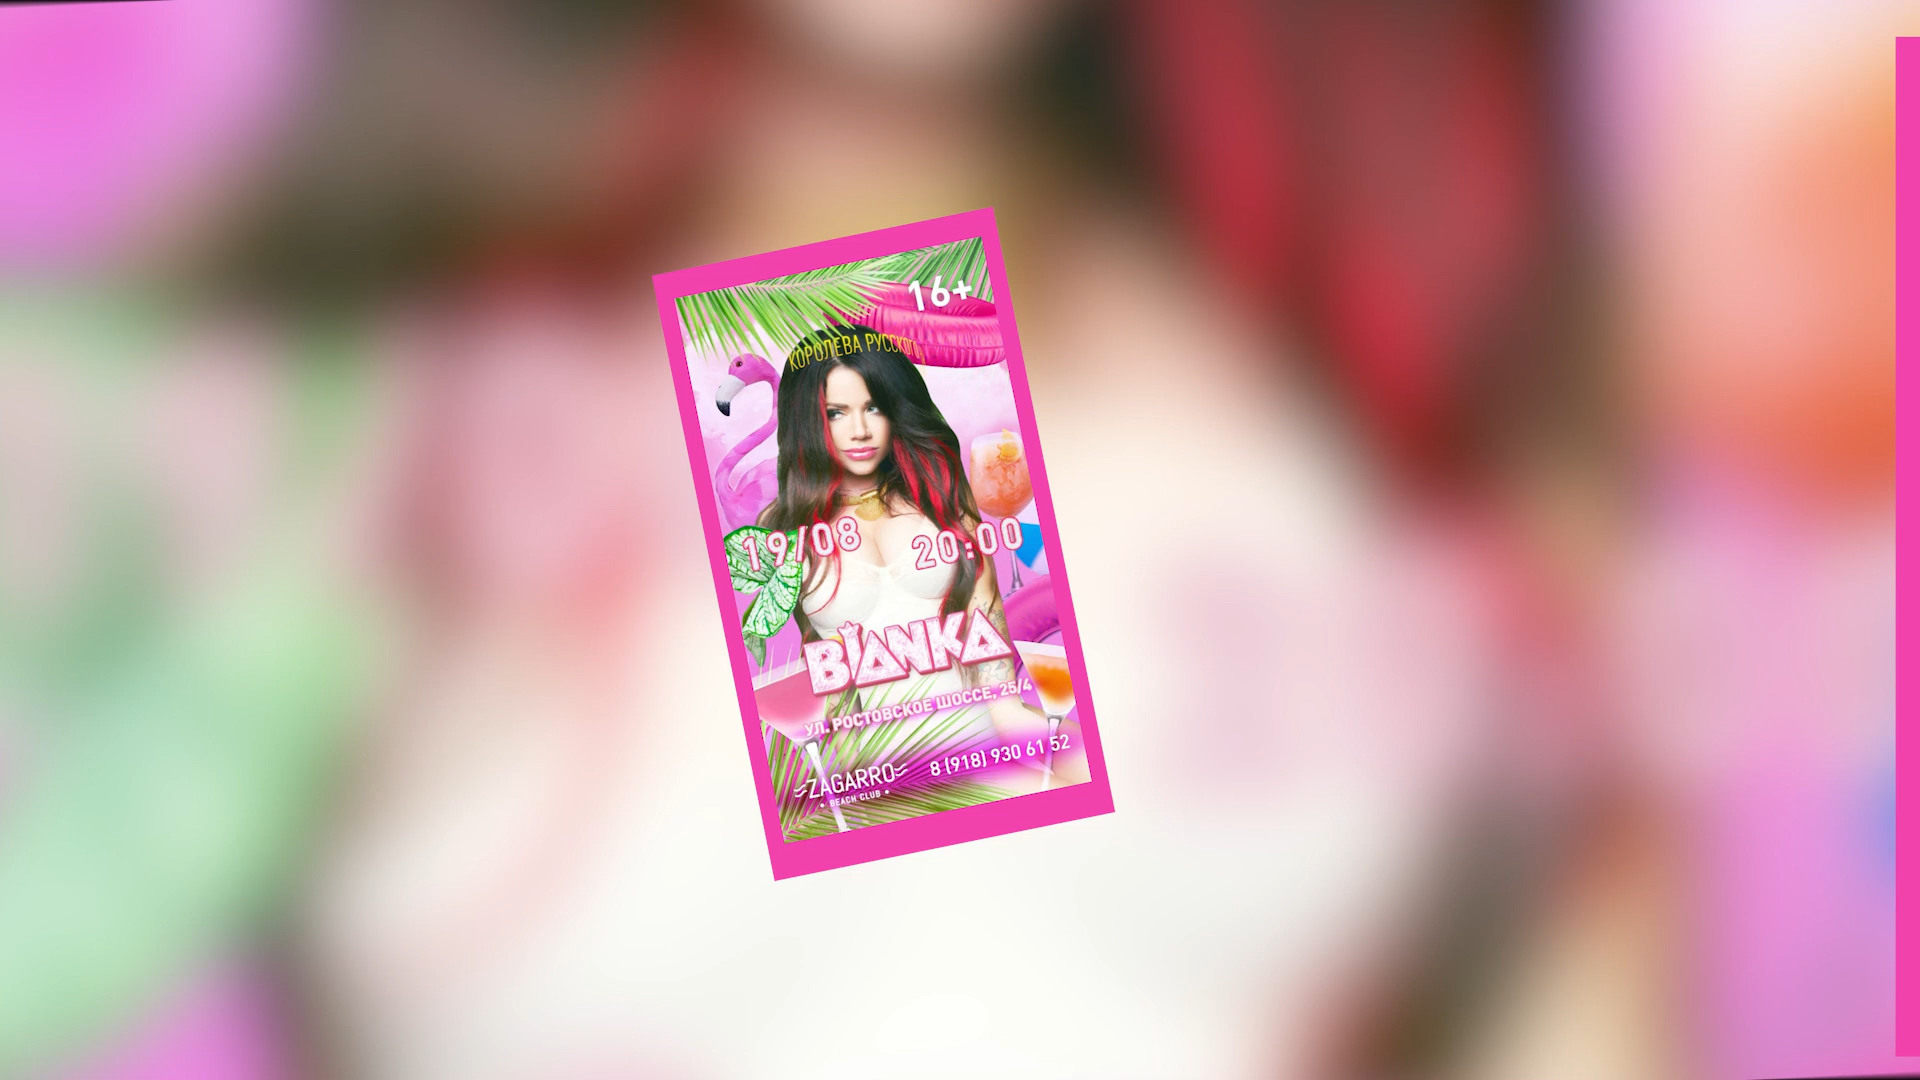 16+
КОРОЛЕВА РУССКОГО
19/08 20:00
BIANKA
УЛ. РОСТОВСКОЕ ШОССЕ, 25/4
8 (918) 930 61 52
ZAGARRO
• BEACH CLUB •